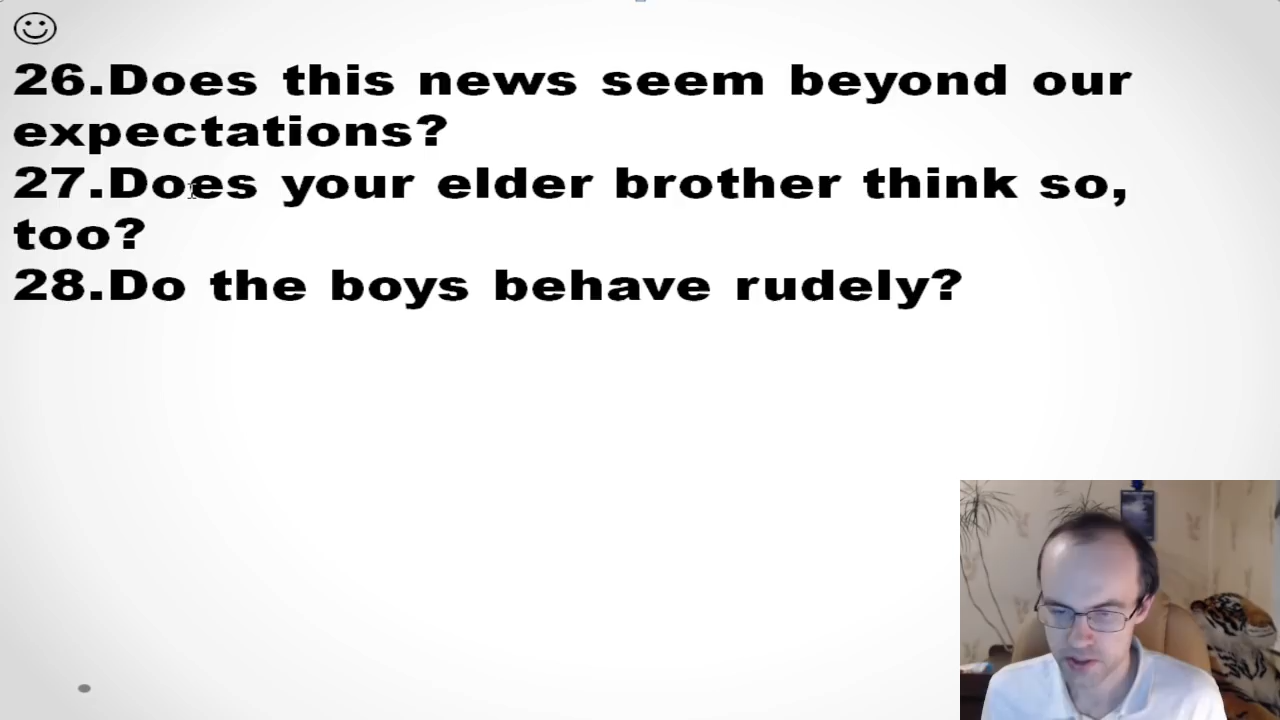 26.Does this news seem beyond our
expectations?
27.Does your elder brother think so,
too?
28.Do the boys behave rudely?